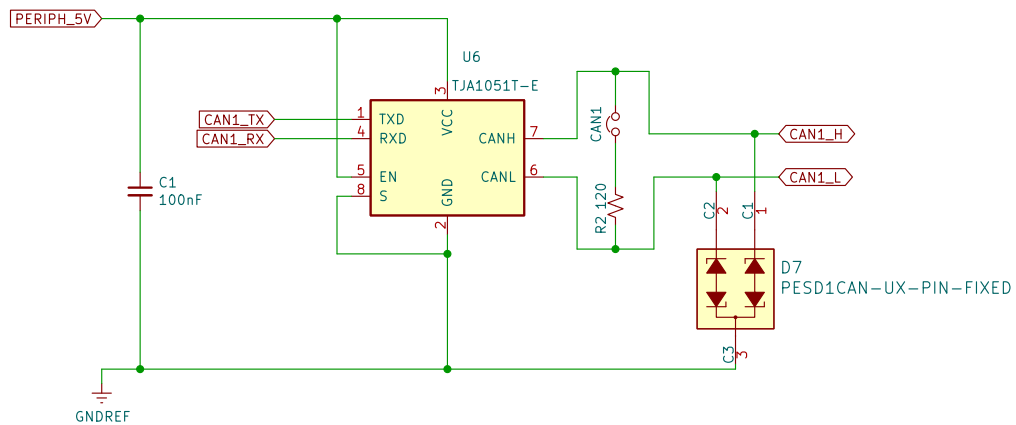 PERIPH_5V
U6
TJA1051T-E
3
CAN1_TX
1
TXD
VCC
CAN1
CAN1_RX
4
RXD
CANH
7
CAN1_H
5
EN
CANL
6
CAN1_L
C1
100nF
8
S
GND
2
R2 120
C2
2
C1
1
D7
PESD1CAN-UX-PIN-FIXED
C3
3
GNDREF